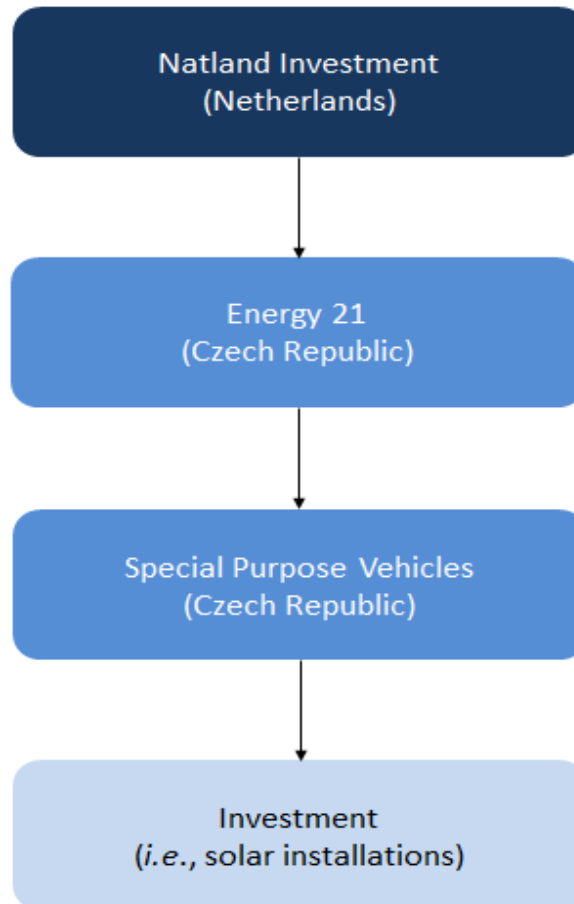 Natland Investment
(Netherlands)
Energy 21
(Czech Republic)
Special Purpose Vehicles
(Czech Republic)
Investment
(i.e., solar installations)